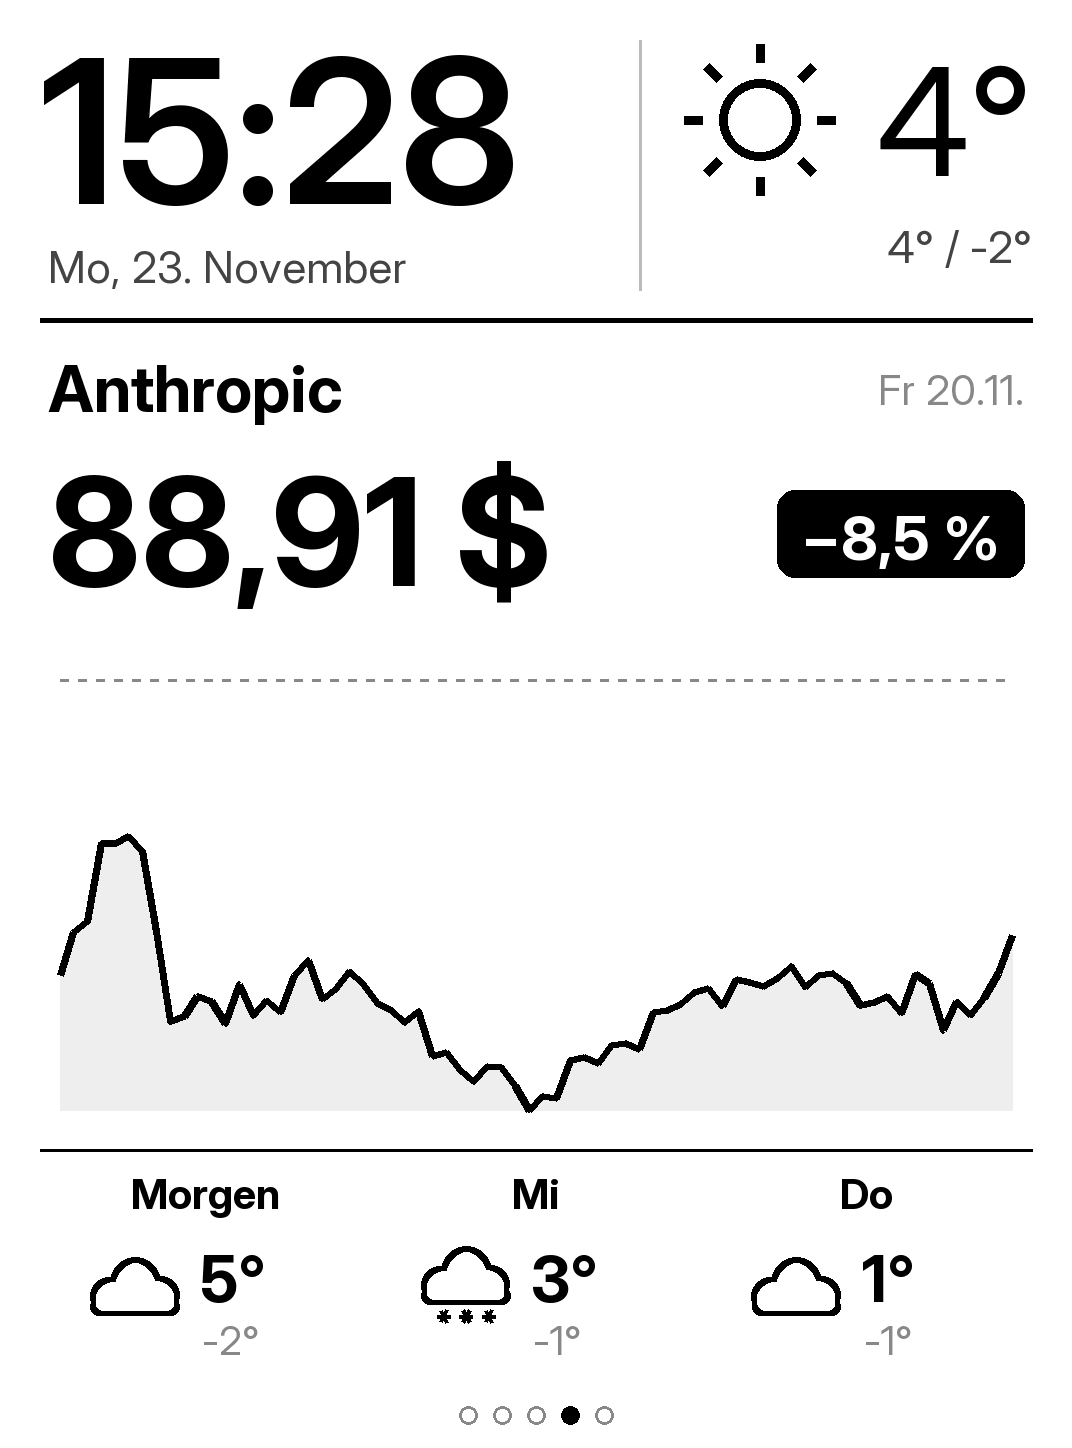 15:28
4°
Mo, 23. November
4° / -2°
Anthropic
Fr 20.11.
88,91 $
−8,5 %
Morgen
Mi
Do
5°
3°
1°
-2°
-1°
-1°